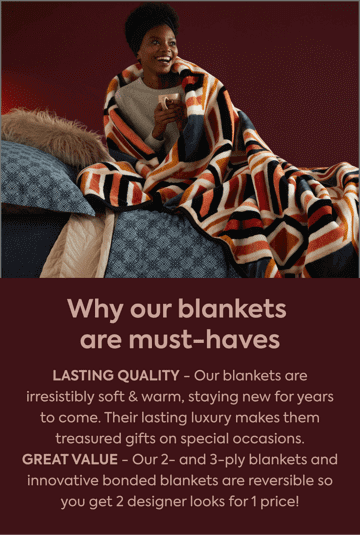 Why our blankets
are must-haves
LASTING QUALITY - Our blankets are
irresistibly soft & warm, staying new for years
to come. Their lasting luxury makes them
treasured gifts on special occasions.
GREAT VALUE - Our 2- and 3-ply blankets and
innovative bonded blankets are reversible so
you get 2 designer looks for 1 price!